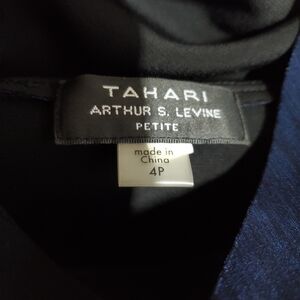 TAHARI
ARTHUR S. LEVINE
PETITE
made in
China
4P